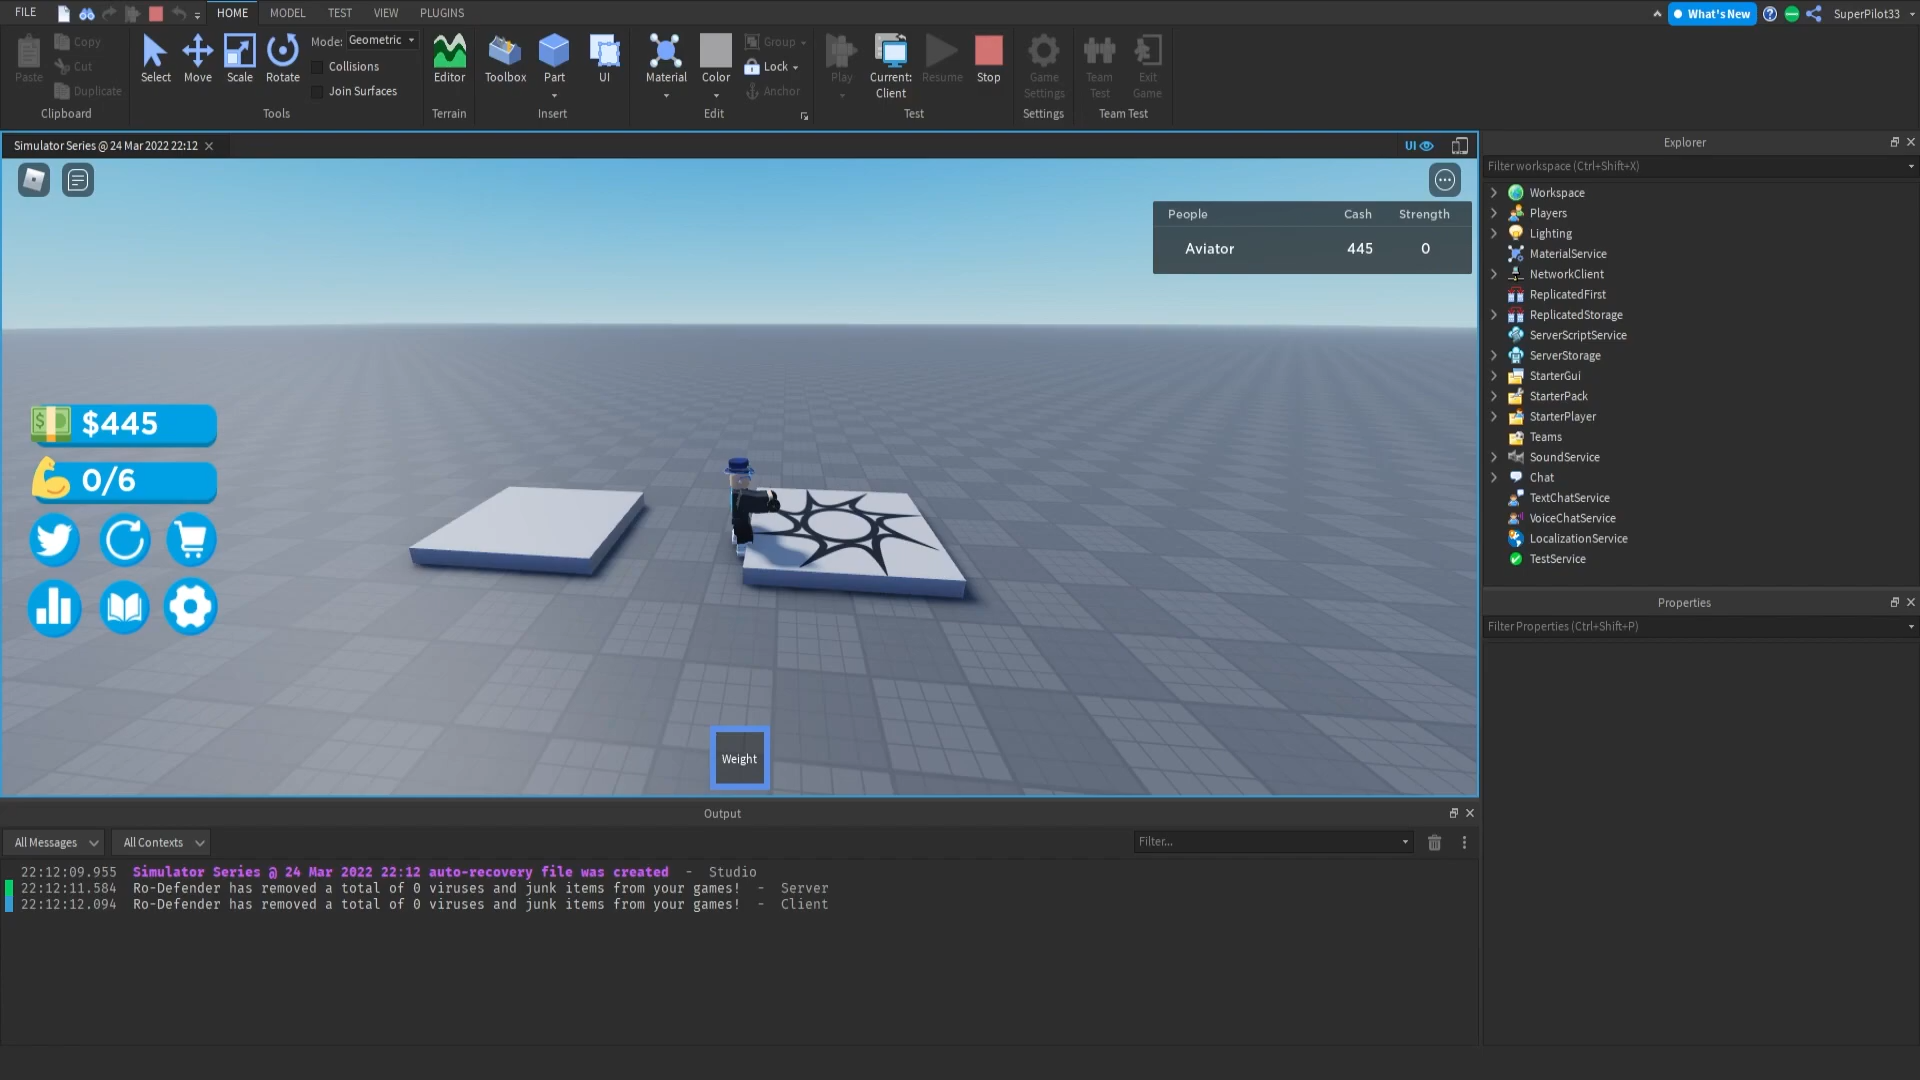 FILE HOME MODEL TEST VIEW PLUGINS What's New SuperPilot33
Paste Copy Cut Duplicate
Clipboard
Select Move Scale Rotate
Mode: Geometric
Collisions
Join Surfaces
Tools
Editor
Terrain
Toolbox Part UI
Insert
Material Color Group Lock Anchor
Edit
Play Current: Client Resume Stop
Test
Game Settings
Settings
Team Test Exit Game
Team Test
Simulator Series @ 24 Mar 2022 22:12
UI
People Cash Strength
Aviator 445 0
$445
0/6
Weight
Explorer
Filter workspace (Ctrl+Shift+X)
Workspace
Players
Lighting
MaterialService
NetworkClient
ReplicatedFirst
ReplicatedStorage
ServerScriptService
ServerStorage
StarterGui
StarterPack
StarterPlayer
Teams
SoundService
Chat
TextChatService
VoiceChatService
LocalizationService
TestService
Properties
Filter Properties (Ctrl+Shift+P)
Output
All Messages All Contexts Filter...
22:12:09.955 Simulator Series @ 24 Mar 2022 22:12 auto-recovery file was created - Studio
22:12:11.584 Ro-Defender has removed a total of 0 viruses and junk items from your games! - Server
22:12:12.094 Ro-Defender has removed a total of 0 viruses and junk items from your games! - Client